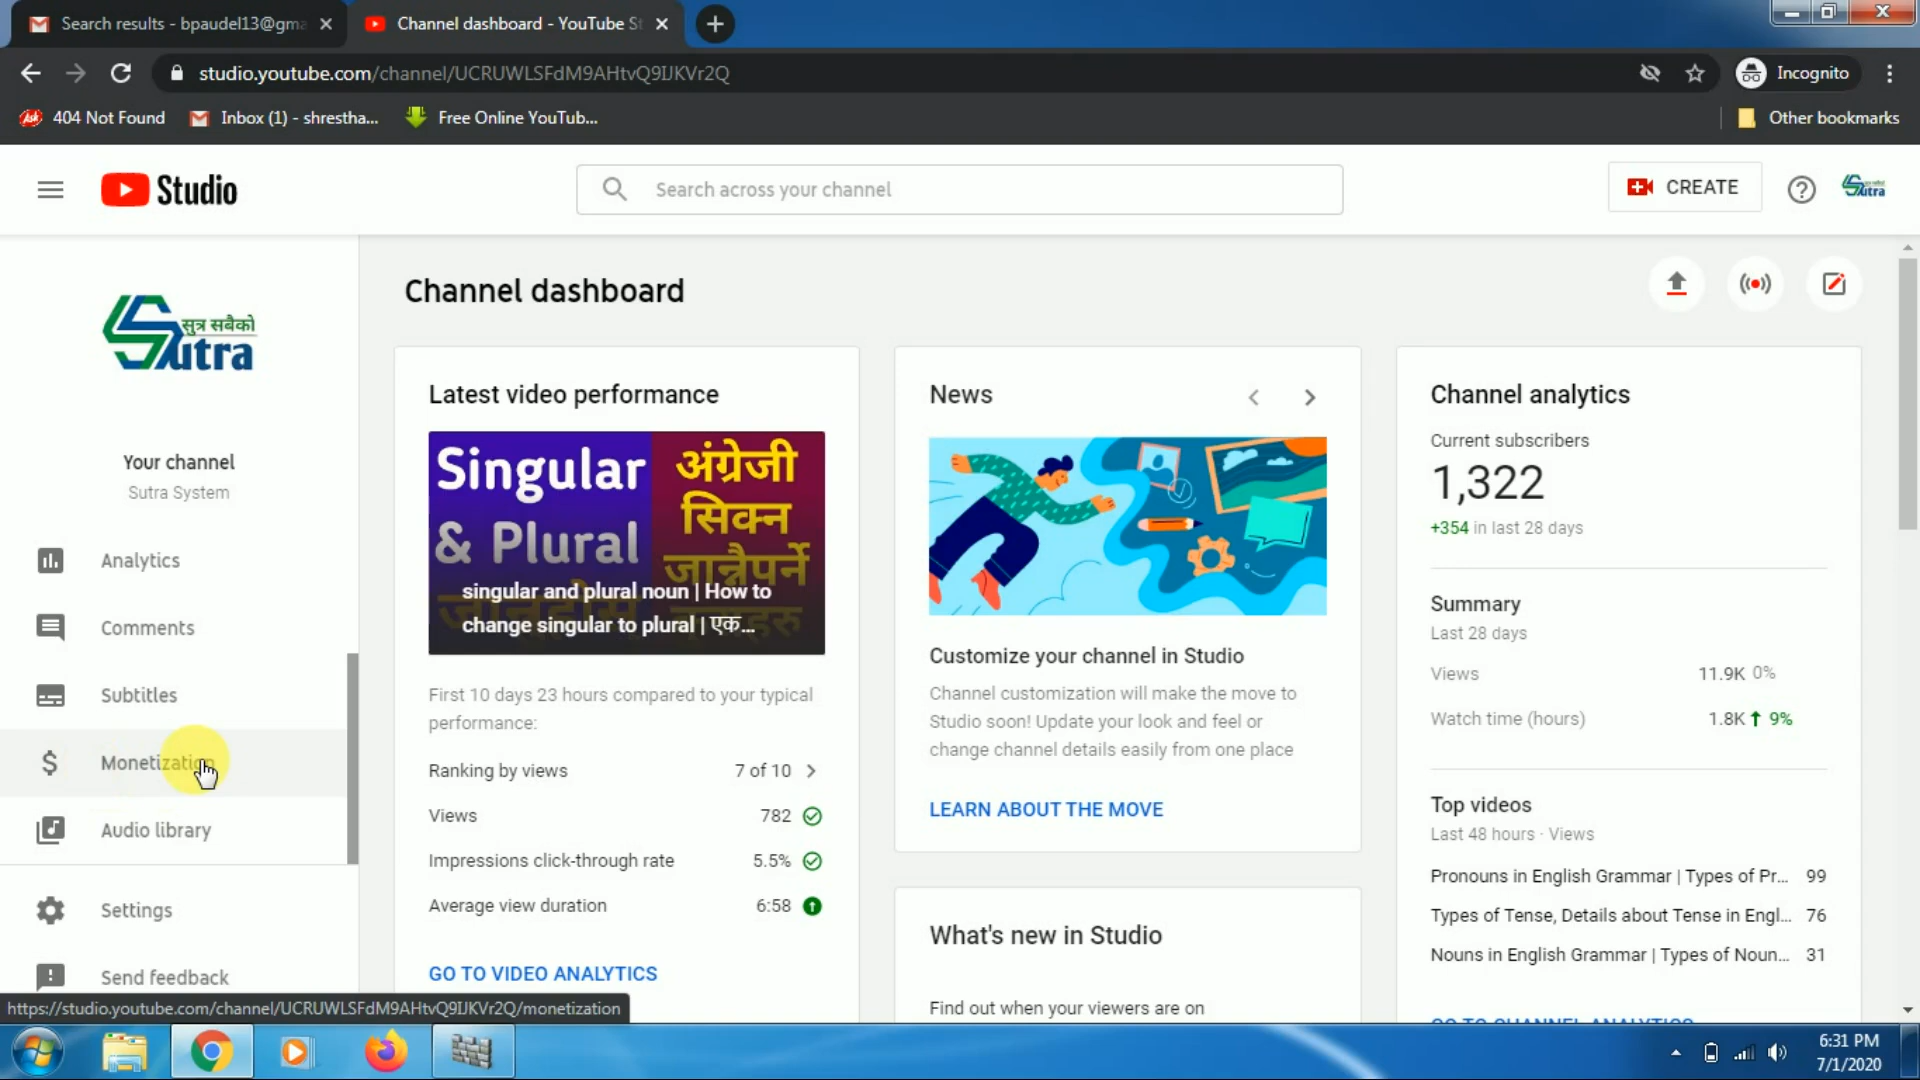 Search results - bpaudel13@gma
Channel dashboard - YouTube St
studio.youtube.com/channel/UCRUWLSFdM9AHtvQ9IJKVr2Q
Incognito
404 Not Found
Inbox (1) - shrestha...
Free Online YouTub...
Other bookmarks
Studio
Search across your channel
CREATE
सुत्र सबैको
Sutra
Your channel
Sutra System
Analytics
Comments
Subtitles
Monetization
Audio library
Settings
Send feedback
Channel dashboard
Latest video performance
Singular
& Plural
अंग्रेजी
सिक्न
जान्नैपर्ने
singular and plural noun | How to
change singular to plural | एक...
First 10 days 23 hours compared to your typical
performance:
Ranking by views 7 of 10
Views 782
Impressions click-through rate 5.5%
Average view duration 6:58
GO TO VIDEO ANALYTICS
News
Customize your channel in Studio
Channel customization will make the move to
Studio soon! Update your look and feel or
change channel details easily from one place
LEARN ABOUT THE MOVE
What's new in Studio
Find out when your viewers are on
Channel analytics
Current subscribers
1,322
+354 in last 28 days
Summary
Last 28 days
Views 11.9K 0%
Watch time (hours) 1.8K 9%
Top videos
Last 48 hours · Views
Pronouns in English Grammar | Types of Pr... 99
Types of Tense, Details about Tense in Engl... 76
Nouns in English Grammar | Types of Noun... 31
GO TO CHANNEL ANALYTICS
https://studio.youtube.com/channel/UCRUWLSFdM9AHtvQ9IJKVr2Q/monetization
6:31 PM
7/1/2020